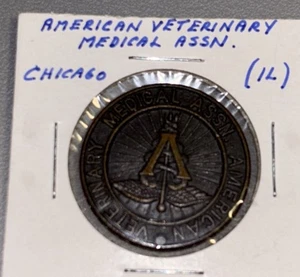 AMERICAN VETERINARY
MEDICAL ASSN.
CHICAGO (IL)
AMERICAN VETERINARY MEDICAL ASSN.